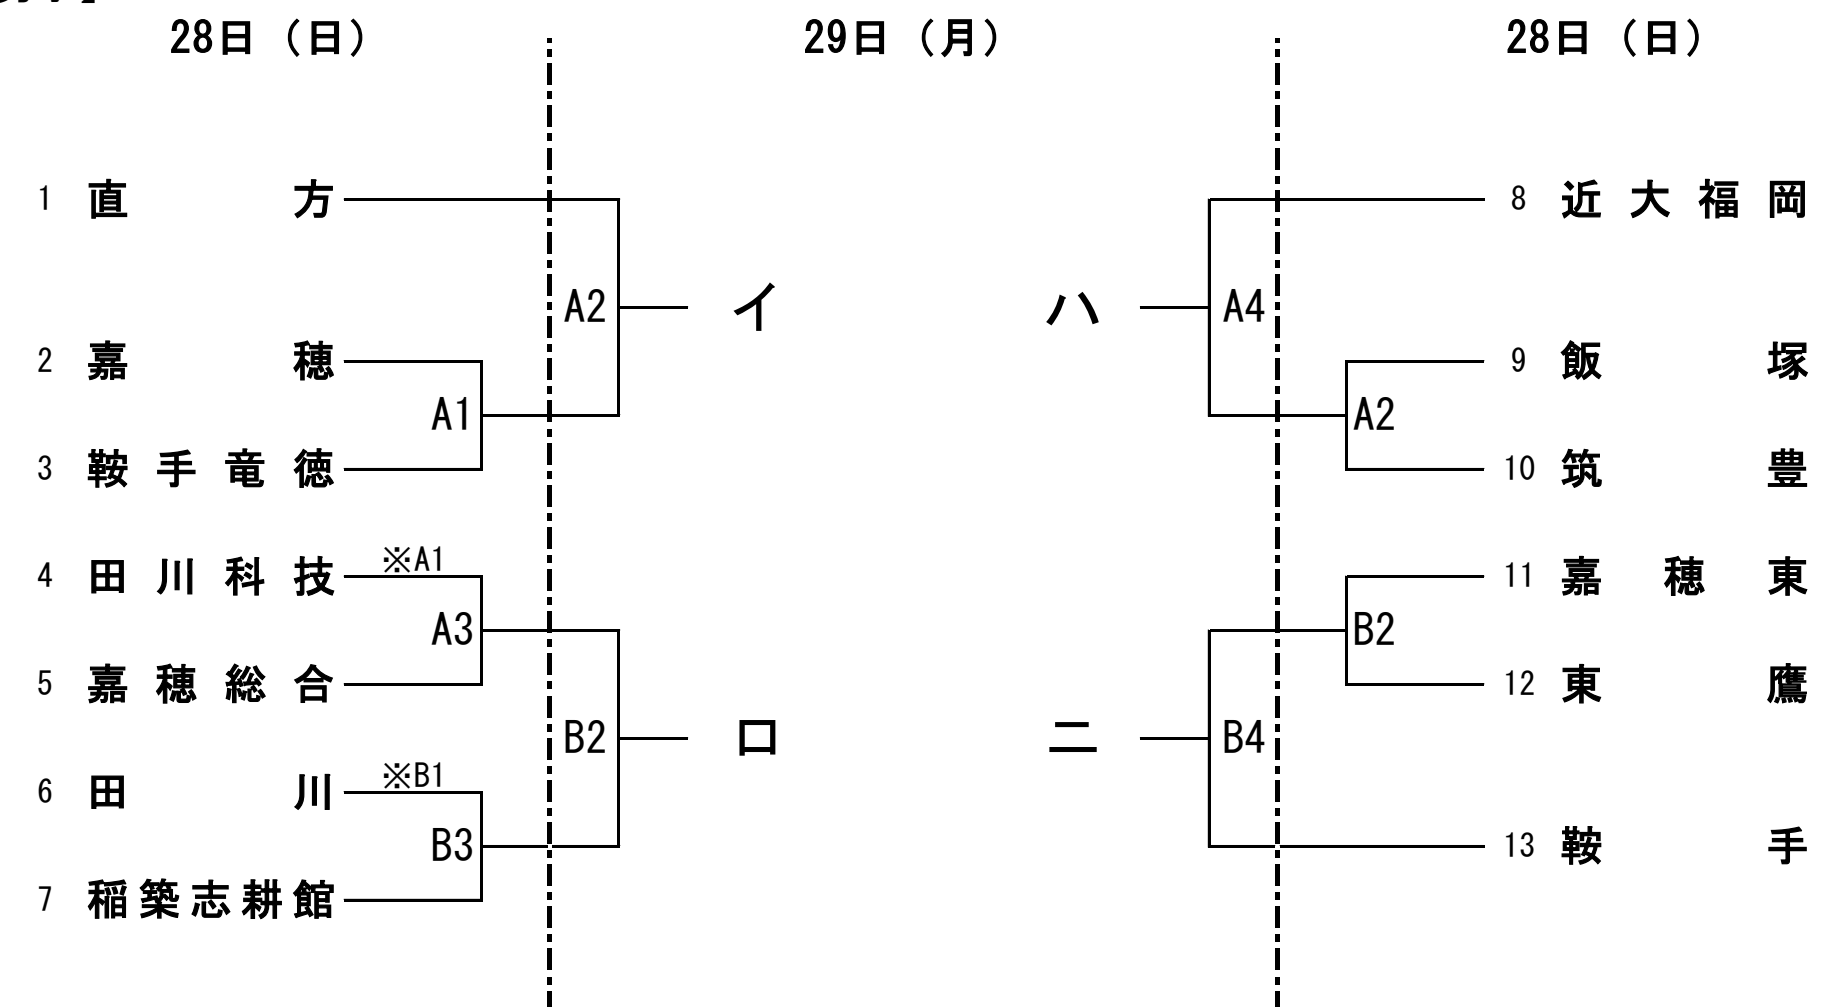 28日（日） 29日（月） 28日（日）
1 直方 8 近大福岡
A2 イ ハ A4
2 嘉穂 9 飯塚
A1 A2
3 鞍手竜徳 10 筑豊
4 田川科技 ※A1 11 嘉穂東
A3 B2
5 嘉穂総合 12 東鷹
B2 ロ ニ B4
6 田川 ※B1
B3 13 鞍手
7 稲築志耕館